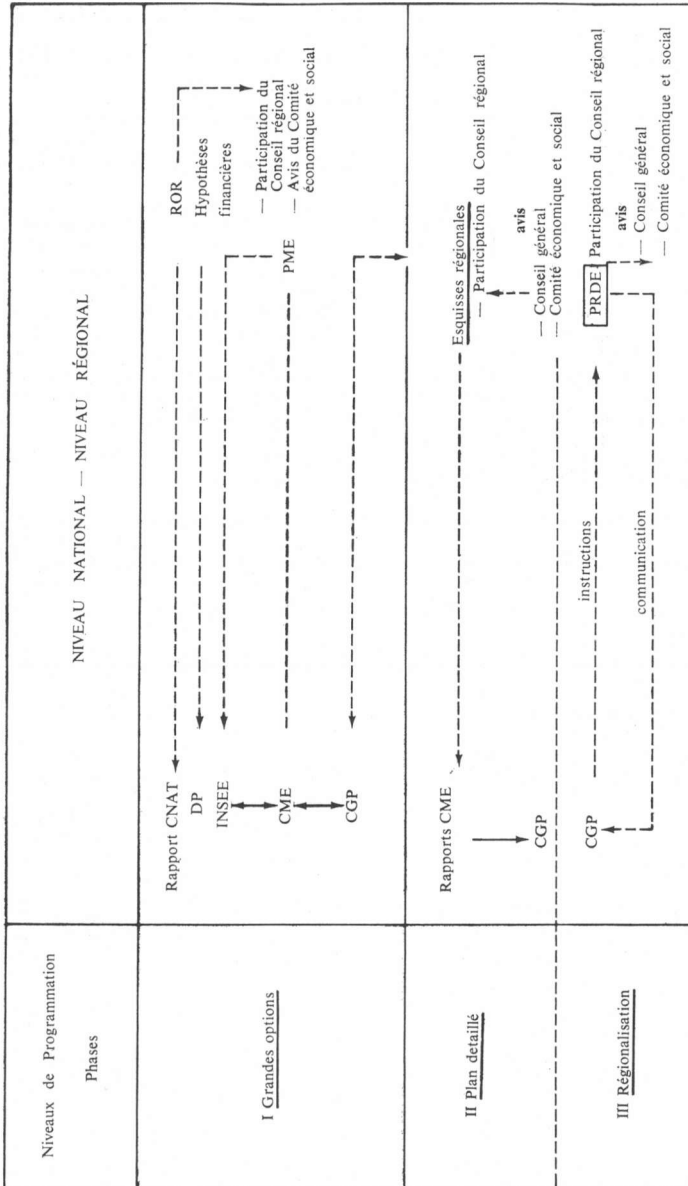 Niveaux de Programmation
Phases
NIVEAU NATIONAL — NIVEAU RÉGIONAL
I Grandes options
Rapport CNAT
DP
INSEE
CME
CGP
ROR
Hypothèses
financières
PME
— Participation du
Conseil régional
— Avis du Comité
économique et social
II Plan detaillé
Rapports CME
CGP
Esquisses régionales
— Participation du Conseil régional
avis
— Conseil général
— Comité économique et social
III Régionalisation
CGP
instructions
communication
PRDE Participation du Conseil régional
avis
— Conseil général
— Comité économique et social